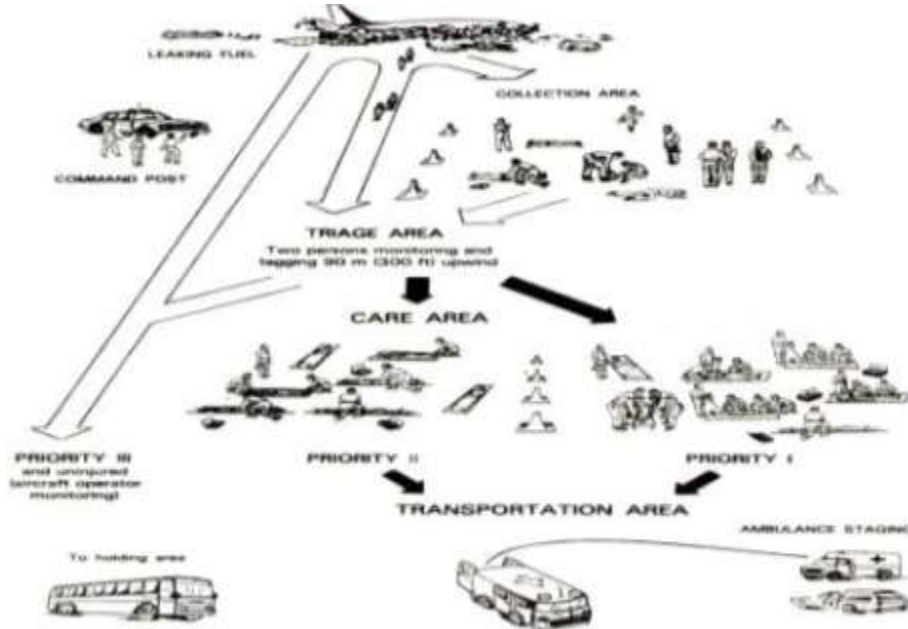 LEAKING FUEL
COLLECTION AREA
COMMAND POST
TRIAGE AREA
Two persons monitoring and
tagging 90 m (300 ft) upwind
CARE AREA
PRIORITY III
and uninjured
(aircraft operator
monitoring)
PRIORITY II
PRIORITY I
TRANSPORTATION AREA
AMBULANCE STAGING
To holding area